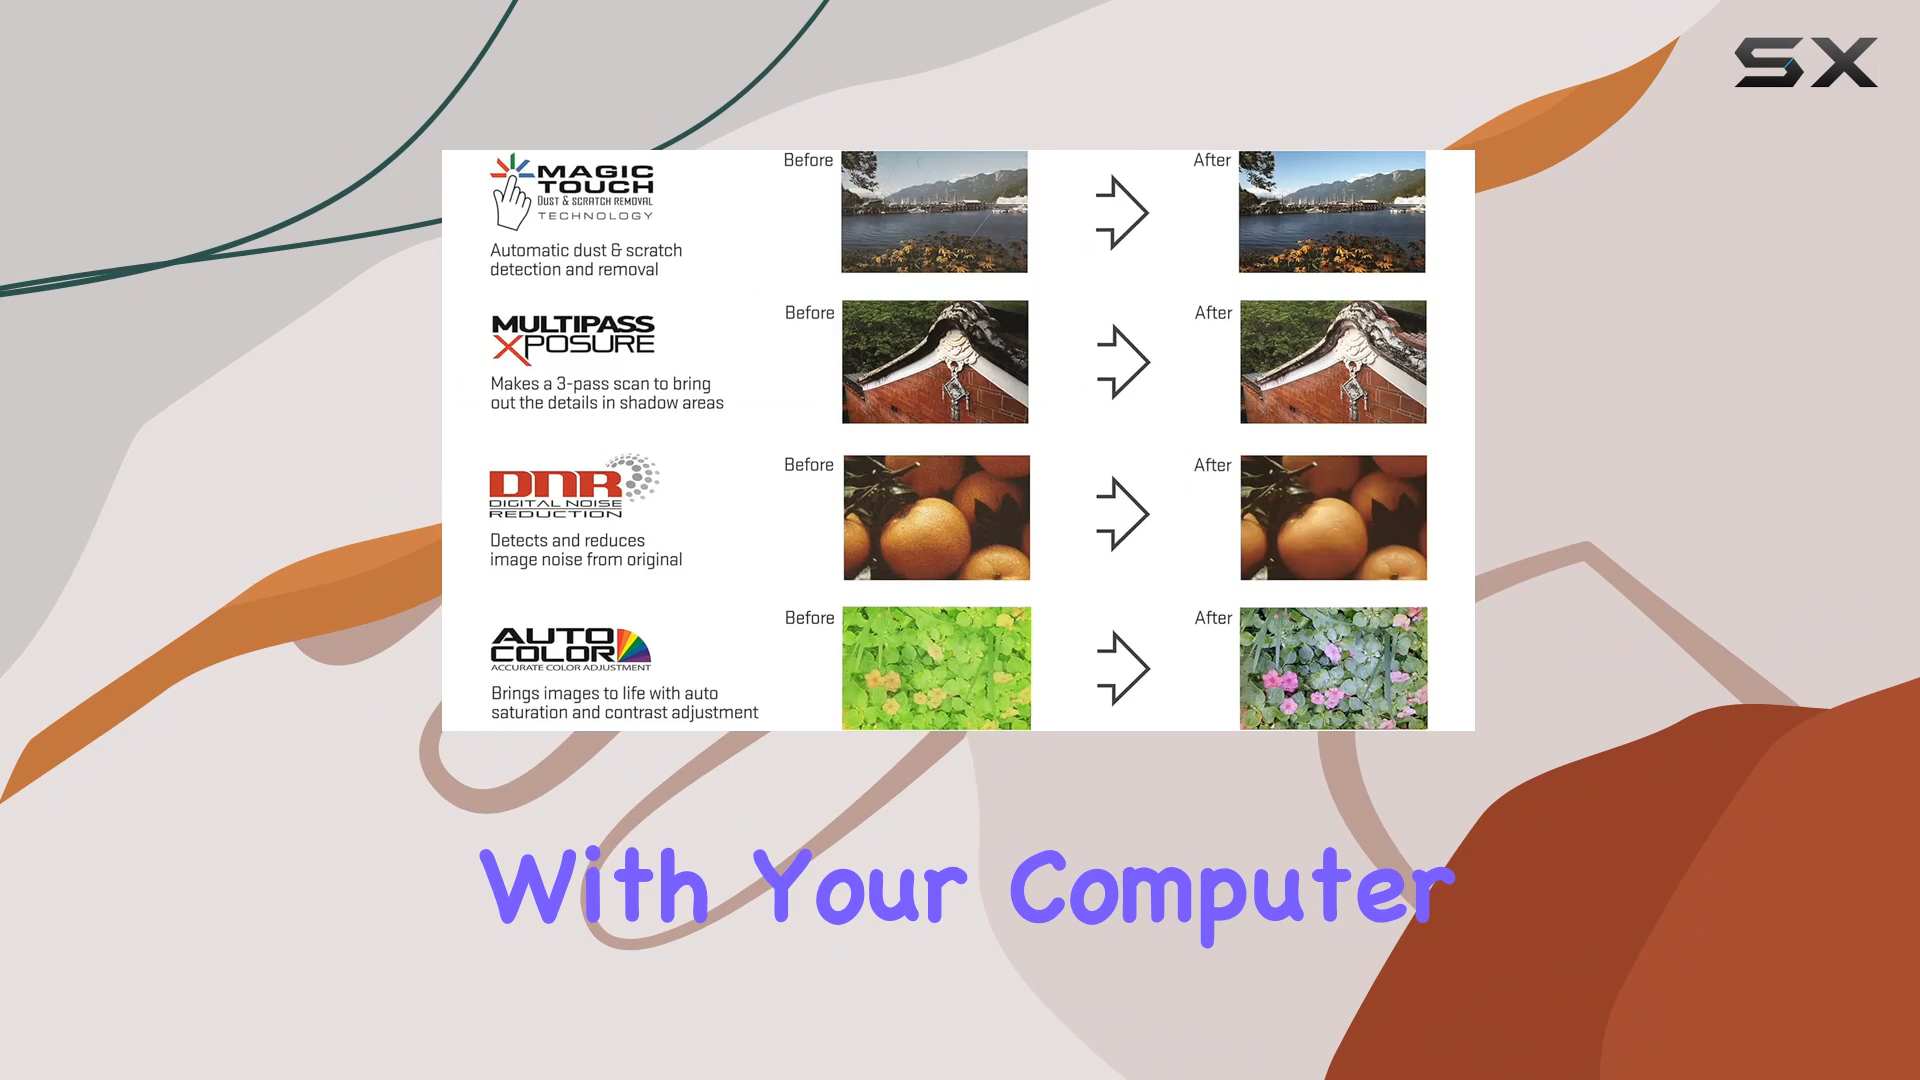 SX
MAGIC
TOUCH
DUST & SCRATCH REMOVAL
TECHNOLOGY
Automatic dust & scratch
detection and removal
Before
After
MULTIPASS
XPOSURE
Makes a 3-pass scan to bring
out the details in shadow areas
Before
After
DNR
DIGITAL NOISE
REDUCTION
Detects and reduces
image noise from original
Before
After
AUTO
COLOR
ACCURATE COLOR ADJUSTMENT
Brings images to life with auto
saturation and contrast adjustment
Before
After
With Your Computer